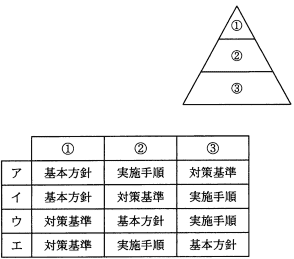 ①
②
③
① ② ③
ア 基本方針 実施手順 対策基準
イ 基本方針 対策基準 実施手順
ウ 対策基準 基本方針 実施手順
エ 対策基準 実施手順 基本方針